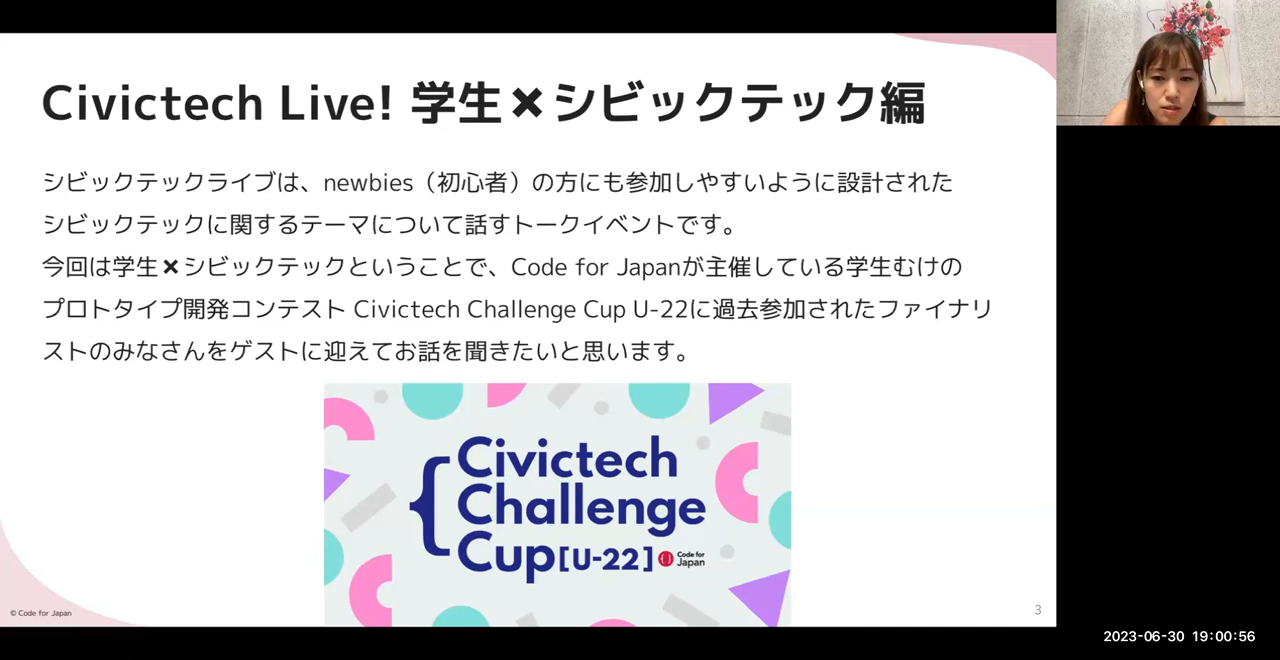 Civictech Live! 学生✖シビックテック編
シビックテックライブは、newbies（初心者）の方にも参加しやすいように設計された
シビックテックに関するテーマについて話すトークイベントです。
今回は学生✖シビックテックということで、Code for Japanが主催している学生むけの
プロトタイプ開発コンテスト Civictech Challenge Cup U-22に過去参加されたファイナリ
ストのみなさんをゲストに迎えてお話を聞きたいと思います。
Civictech
Challenge
Cup[U-22]
Code for
Japan
© Code for Japan
3
2023-06-30 19:00:56